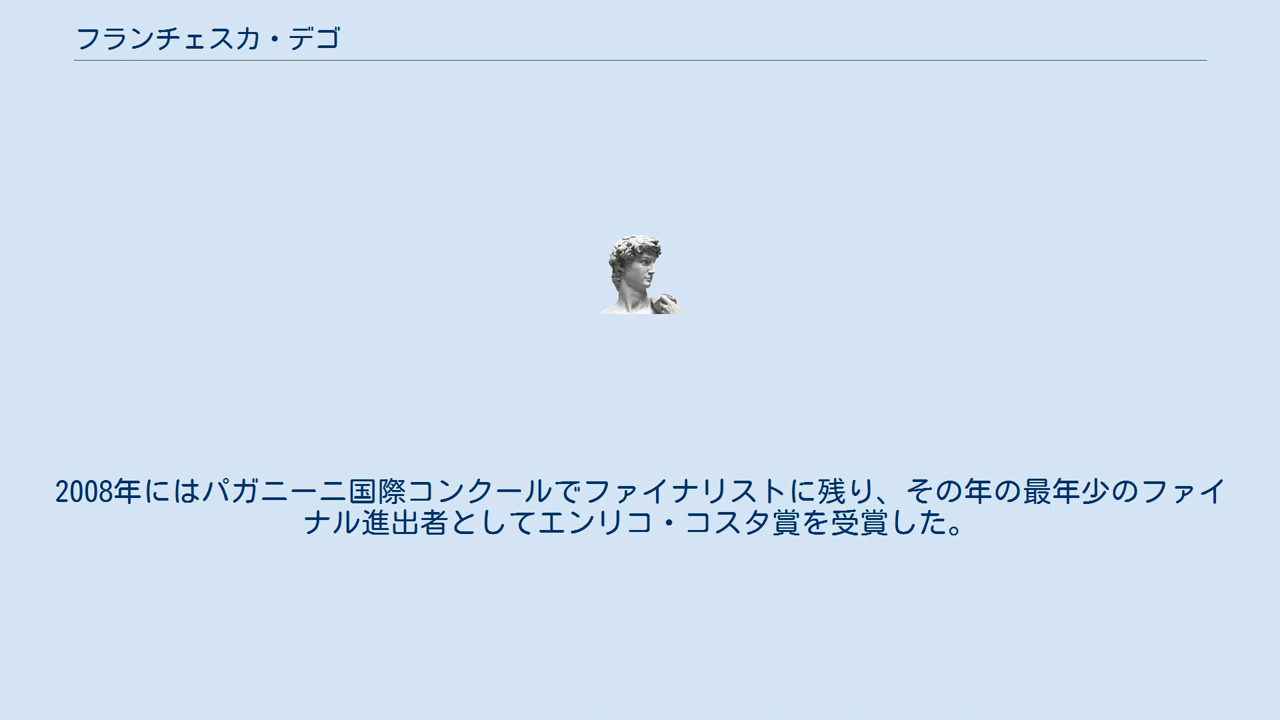 フランチェスカ・デゴ
2008年にはパガニーニ国際コンクールでファイナリストに残り、その年の最年少のファイ
ナル進出者としてエンリコ・コスタ賞を受賞した。